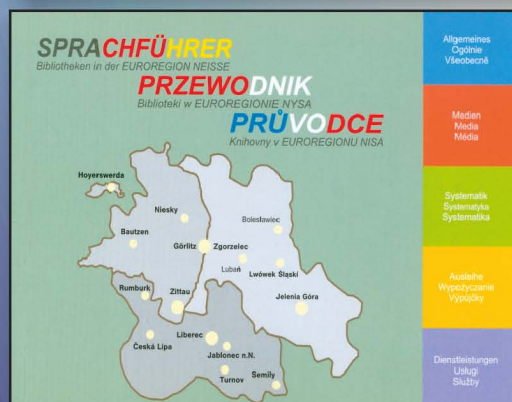 SPRACHFÜHRER
Bibliotheken in der EUROREGION NEISSE
PRZEWODNIK
Biblioteki w EUROREGIONIE NYSA
PRŮVODCE
Knihovny v EUROREGIONU NISA
Hoyerswerda
Niesky
Bolesławiec
Bautzen
Görlitz
Zgorzelec
Lubań
Lwówek Śląski
Rumburk
Zittau
Jelenia Góra
Liberec
Česká Lípa
Jablonec n.N.
Turnov
Semily
Allgemeines
Ogólnie
Všeobecně
Medien
Media
Média
Systematik
Systematyka
Systematika
Ausleihe
Wypożyczanie
Výpůjčky
Dienstleistungen
Usługi
Služby